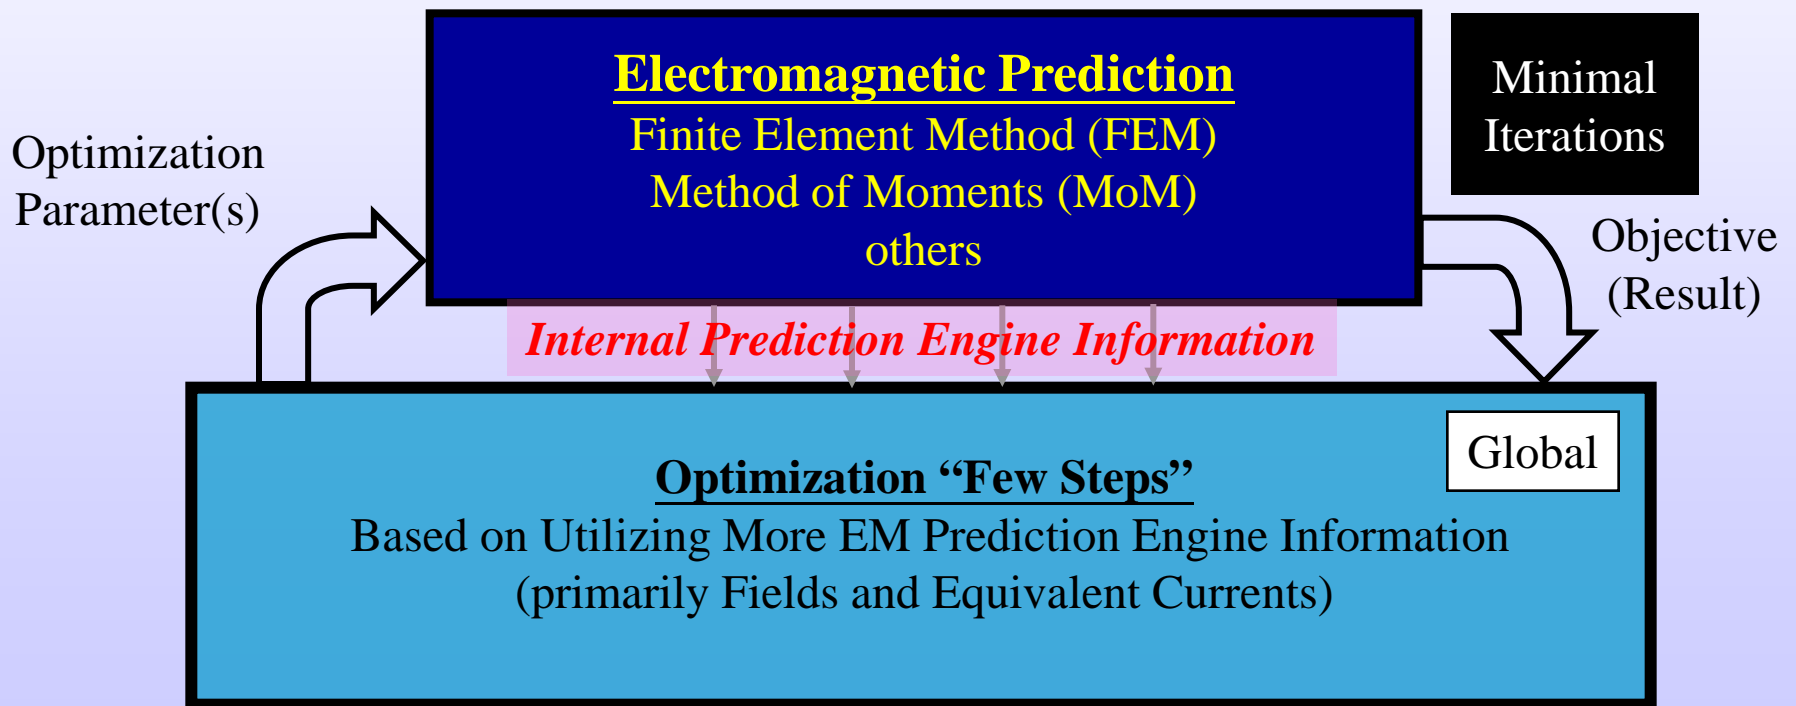 Electromagnetic Prediction
Finite Element Method (FEM)
Method of Moments (MoM)
others
Minimal
Iterations
Optimization
Parameter(s)
Objective
(Result)
Internal Prediction Engine Information
Global
Optimization “Few Steps”
Based on Utilizing More EM Prediction Engine Information
(primarily Fields and Equivalent Currents)